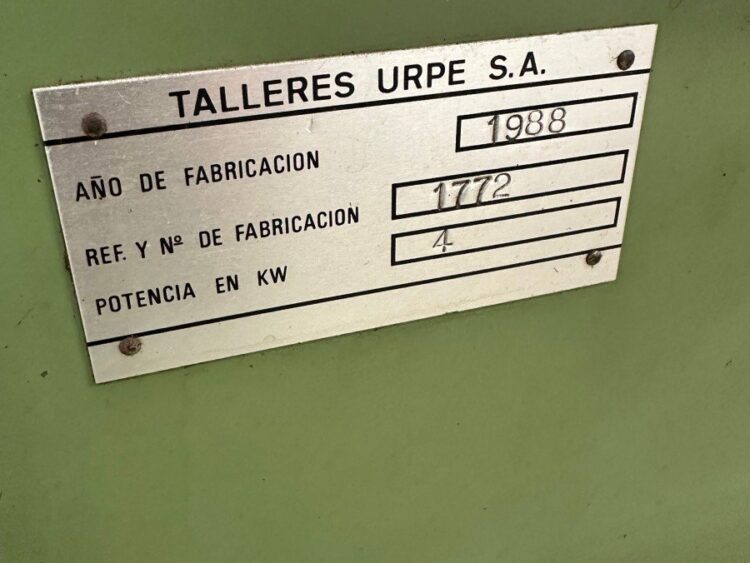 TALLERES URPE S.A.
AÑO DE FABRICACION 1988
REF. Y Nº DE FABRICACION 1772
POTENCIA EN KW 4